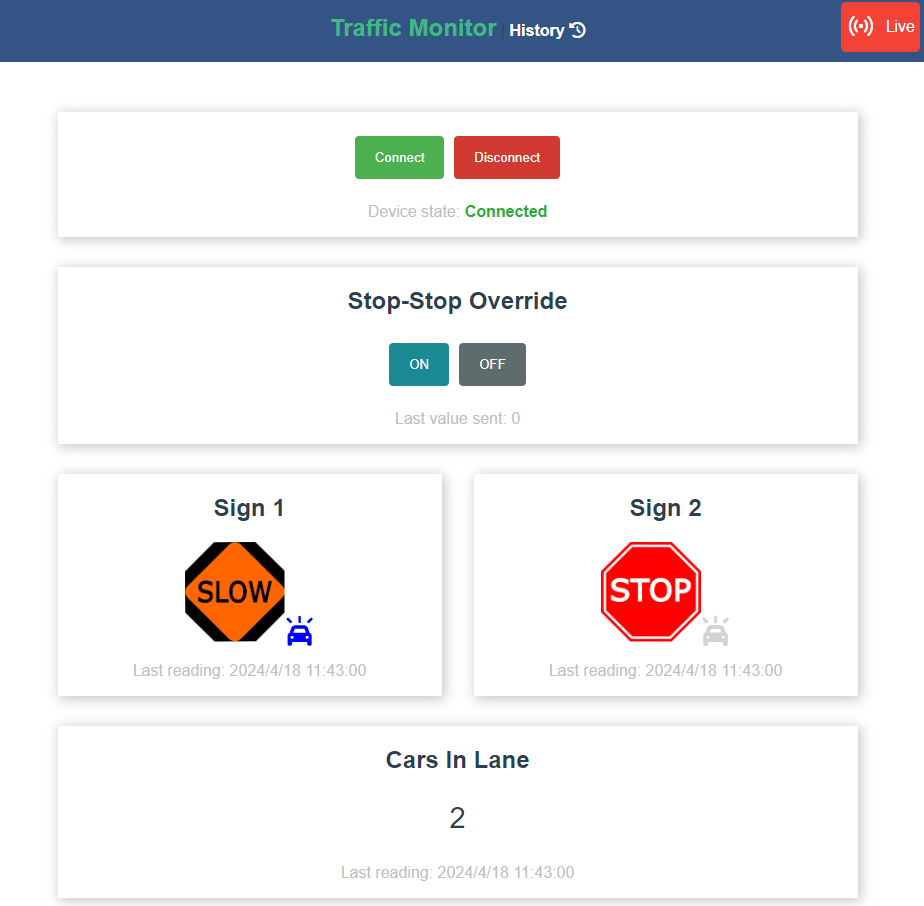 Traffic Monitor History Live
Connect Disconnect
Device state: Connected
Stop-Stop Override
ON OFF
Last value sent: 0
Sign 1
SLOW
Last reading: 2024/4/18 11:43:00
Sign 2
STOP
Last reading: 2024/4/18 11:43:00
Cars In Lane
2
Last reading: 2024/4/18 11:43:00